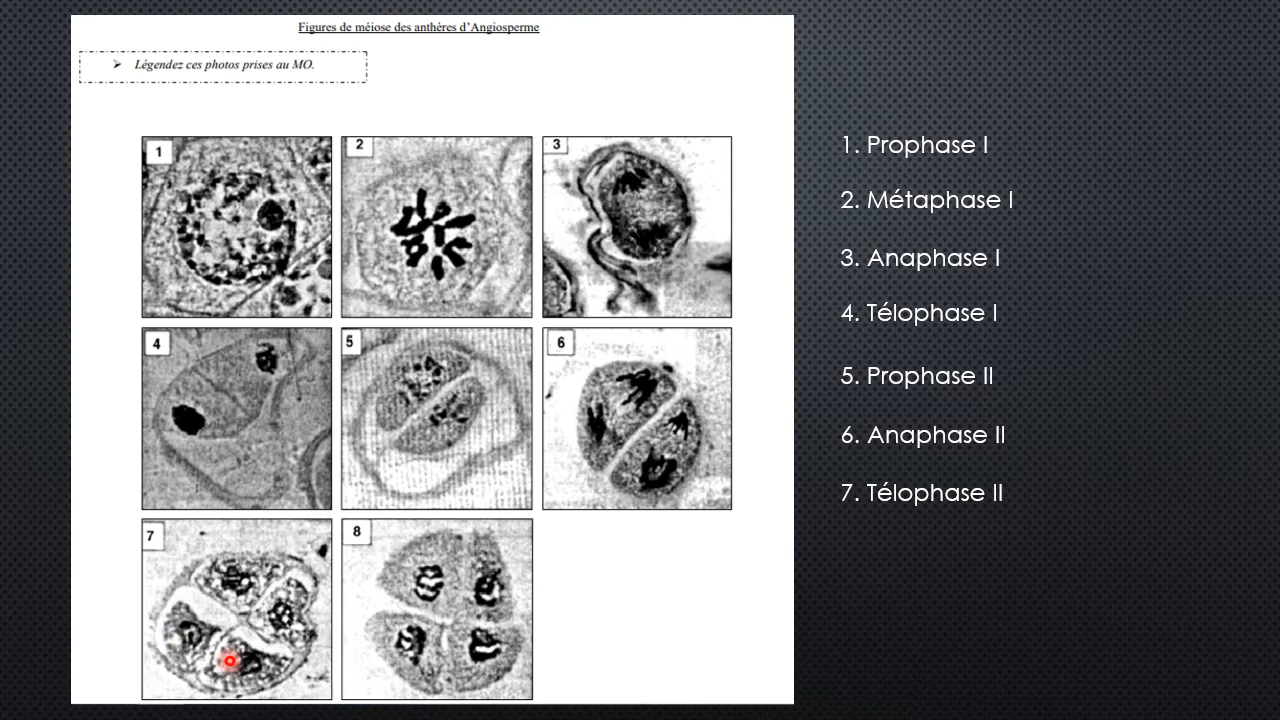 Figures de méiose des anthères d’Angiosperme
➢ Légendez ces photos prises au MO.
1
2
3
4
5
6
7
8
1. Prophase I
2. Métaphase I
3. Anaphase I
4. Télophase I
5. Prophase II
6. Anaphase II
7. Télophase II